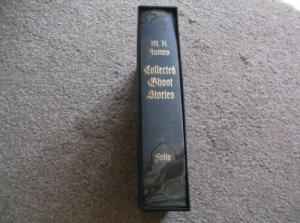 M. R.
James
Collected
Ghost
Stories
Folio